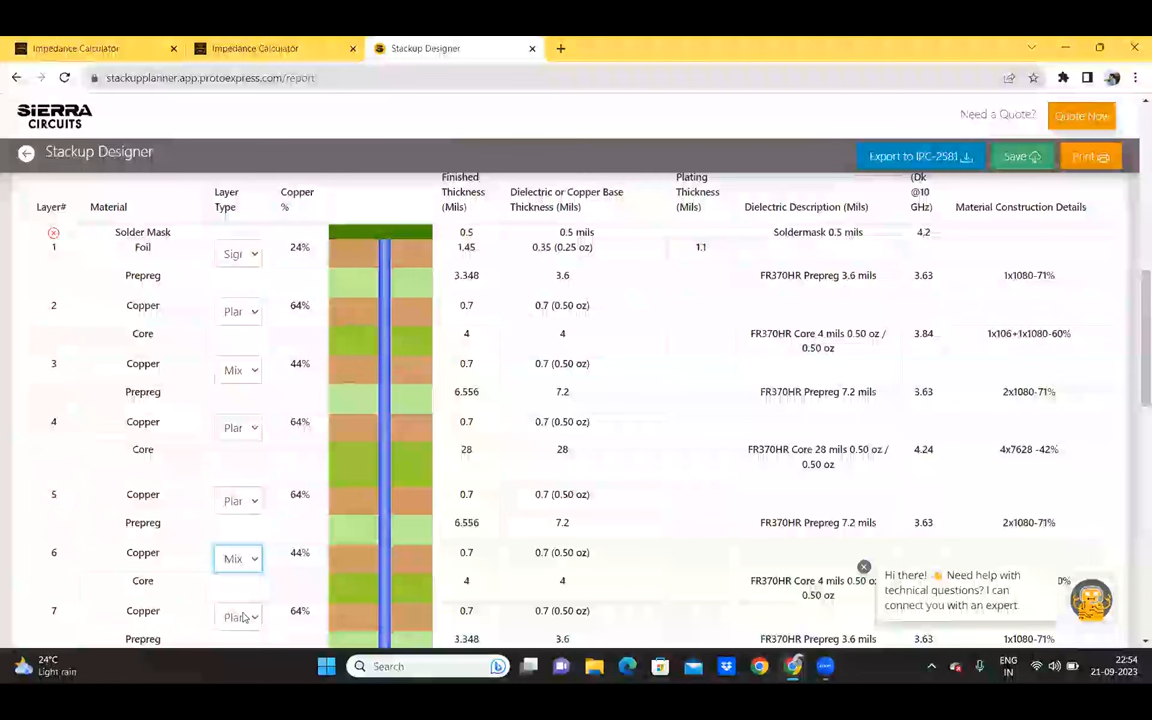 Impedance Calculator
Impedance Calculator
Stackup Designer
stackupplanner.app.protoexpress.com/report
SIERRA
CIRCUITS
Need a Quote?
Quote Now
Stackup Designer
Export to IPC-2581
Save
Print
Layer# Material Layer Type Copper % Finished Thickness (Mils) Dielectric or Copper Base Thickness (Mils) Plating Thickness (Mils) Dielectric Description (Mils) (Dk @10 GHz) Material Construction Details
Solder Mask 0.5 0.5 mils Soldermask 0.5 mils 4.2
1 Foil Sigr 24% 1.45 0.35 (0.25 oz) 1.1
Prepreg 3.348 3.6 FR370HR Prepreg 3.6 mils 3.63 1x1080-71%
2 Copper Plar 64% 0.7 0.7 (0.50 oz)
Core 4 4 FR370HR Core 4 mils 0.50 oz / 0.50 oz 3.84 1x106+1x1080-60%
3 Copper Mix 44% 0.7 0.7 (0.50 oz)
Prepreg 6.556 7.2 FR370HR Prepreg 7.2 mils 3.63 2x1080-71%
4 Copper Plar 64% 0.7 0.7 (0.50 oz)
Core 28 28 FR370HR Core 28 mils 0.50 oz / 0.50 oz 4.24 4x7628 -42%
5 Copper Plar 64% 0.7 0.7 (0.50 oz)
Prepreg 6.556 7.2 FR370HR Prepreg 7.2 mils 3.63 2x1080-71%
6 Copper Mix 44% 0.7 0.7 (0.50 oz)
Core 4 4 FR370HR Core 4 mils 0.50 oz 0.50 oz 0%
7 Copper Plar 64% 0.7 0.7 (0.50 oz)
Prepreg 3.348 3.6 FR370HR Prepreg 3.6 mils 3.63 1x1080-71%
Hi there! 👋 Need help with
technical questions? I can
connect you with an expert
24°C
Light rain
Search
ENG
IN
22:54
21-09-2023